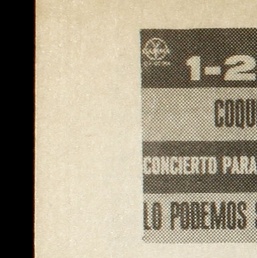 1-2
COQU
CONCIERTO PARA
LO PODEMOS